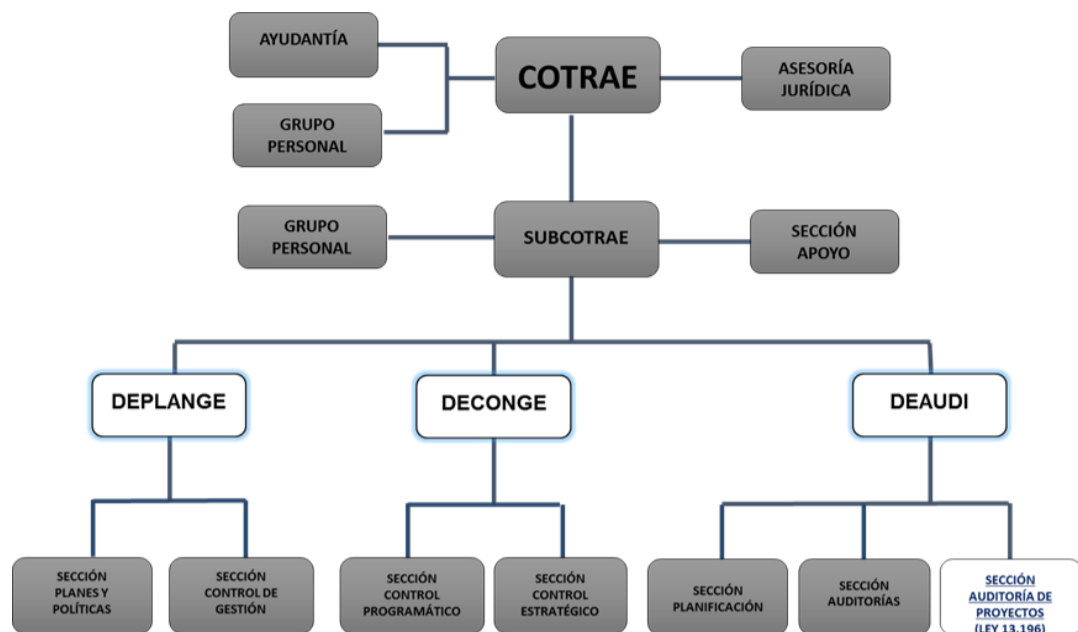 AYUDANTÍA
COTRAE
ASESORÍA
JURÍDICA
GRUPO
PERSONAL
GRUPO
PERSONAL
SUBCOTRAE
SECCIÓN
APOYO
DEPLANGE
DECONGE
DEAUDI
SECCIÓN
PLANES Y
POLÍTICAS
SECCIÓN
CONTROL DE
GESTIÓN
SECCIÓN
CONTROL
PROGRAMÁTICO
SECCIÓN
CONTROL
ESTRATÉGICO
SECCIÓN
PLANIFICACIÓN
SECCIÓN
AUDITORÍAS
SECCIÓN
AUDITORÍA DE
PROYECTOS
(LEY 13.196)